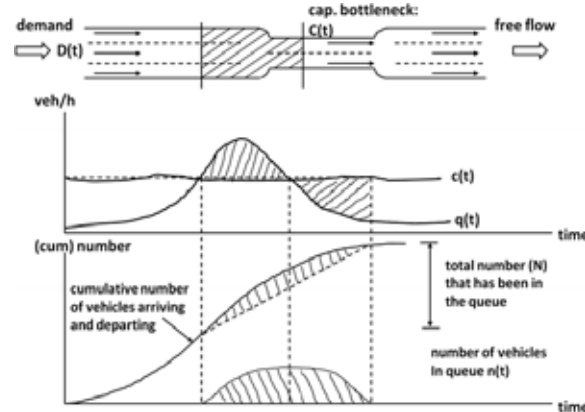 cap. bottleneck:
demand
C(t)
free flow
D(t)
veh/h
c(t)
q(t)
time
(cum) number
cumulative number
of vehicles arriving
and departing
total number (N)
that has been in
the queue
number of vehicles
In queue n(t)
time